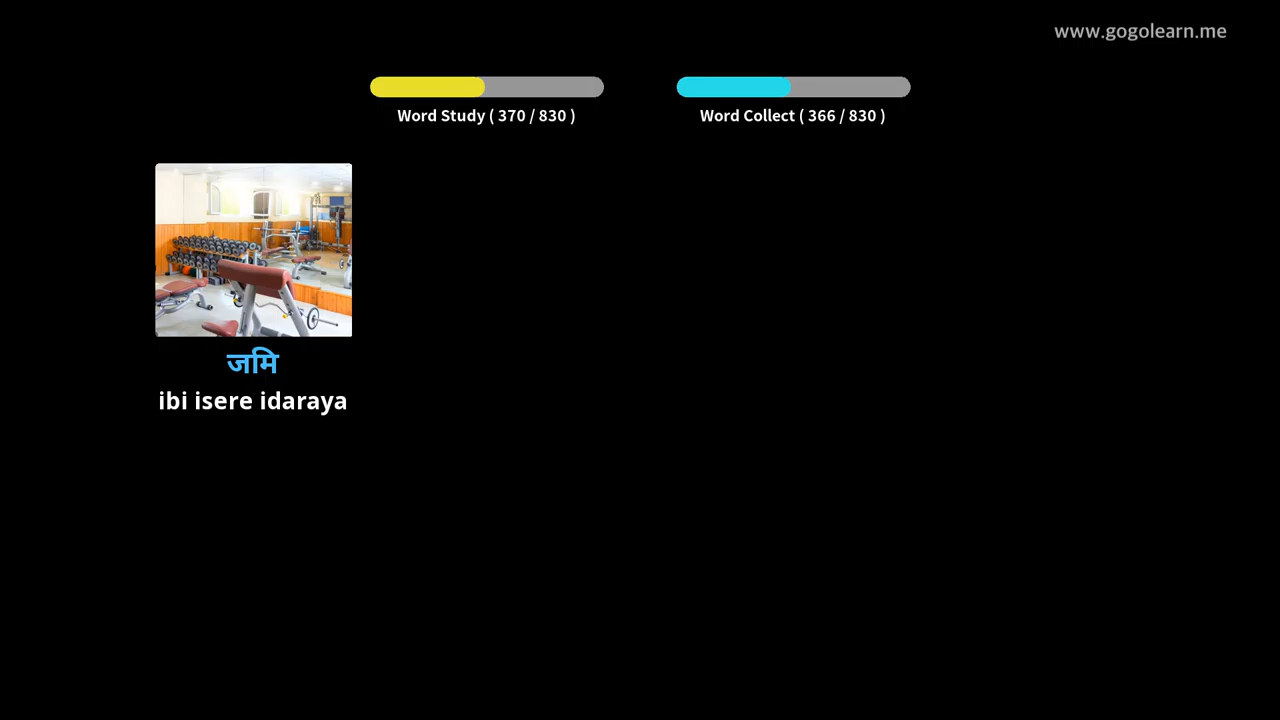 www.gogolearn.me
Word Study ( 370 / 830 )
Word Collect ( 366 / 830 )
जमि
ibi isere idaraya